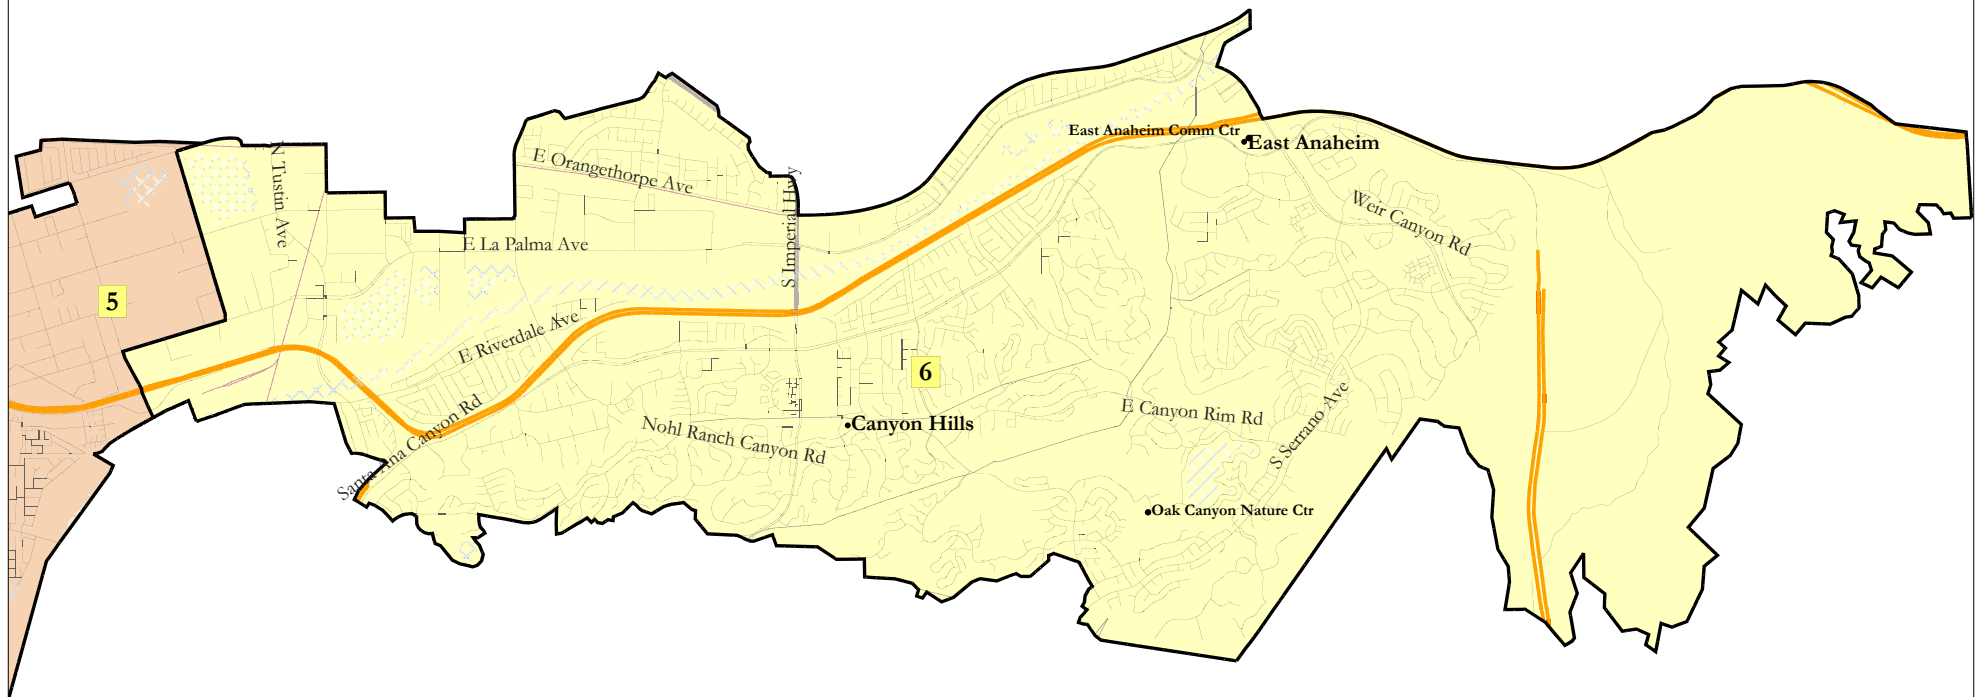 East Anaheim Comm Ctr
East Anaheim
E Orangethorpe Ave
N Tustin Ave
S Imperial Hwy
Weir Canyon Rd
E La Palma Ave
5
E Riverdale Ave
6
E Canyon Rim Rd
S Serrano Ave
Canyon Hills
Nohl Ranch Canyon Rd
Santa Ana Canyon Rd
Oak Canyon Nature Ctr